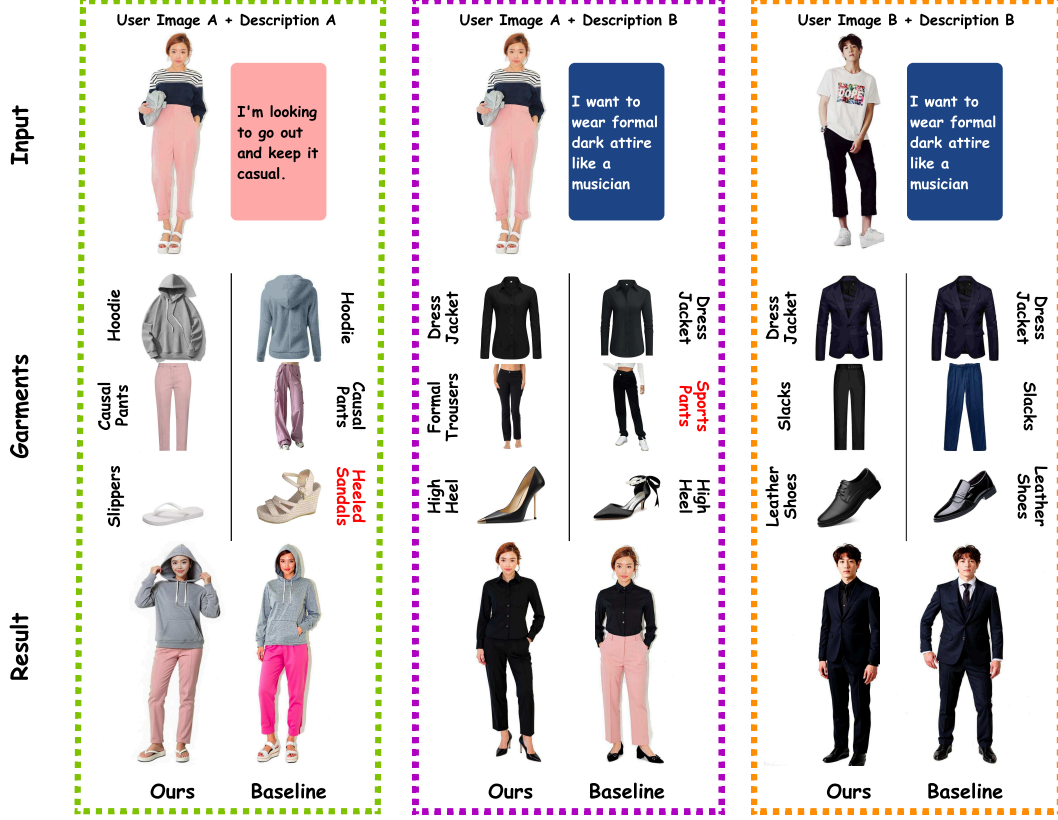 User Image A + Description A
User Image A + Description B
User Image B + Description B
Input
I'm looking
to go out
and keep it
casual.
I want to
wear formal
dark attire
like a
musician
DOPE
I want to
wear formal
dark attire
like a
musician
Garments
Hoodie
Hoodie
Dress
Jacket
Dress
Jacket
Dress
Jacket
Dress
Jacket
Causal
Pants
Causal
Pants
Formal
Trousers
Sports
Pants
Slacks
Slacks
Slippers
Heeled
Sandals
High
Heel
High
Heel
Leather
Shoes
Leather
Shoes
Result
Ours
Baseline
Ours
Baseline
Ours
Baseline